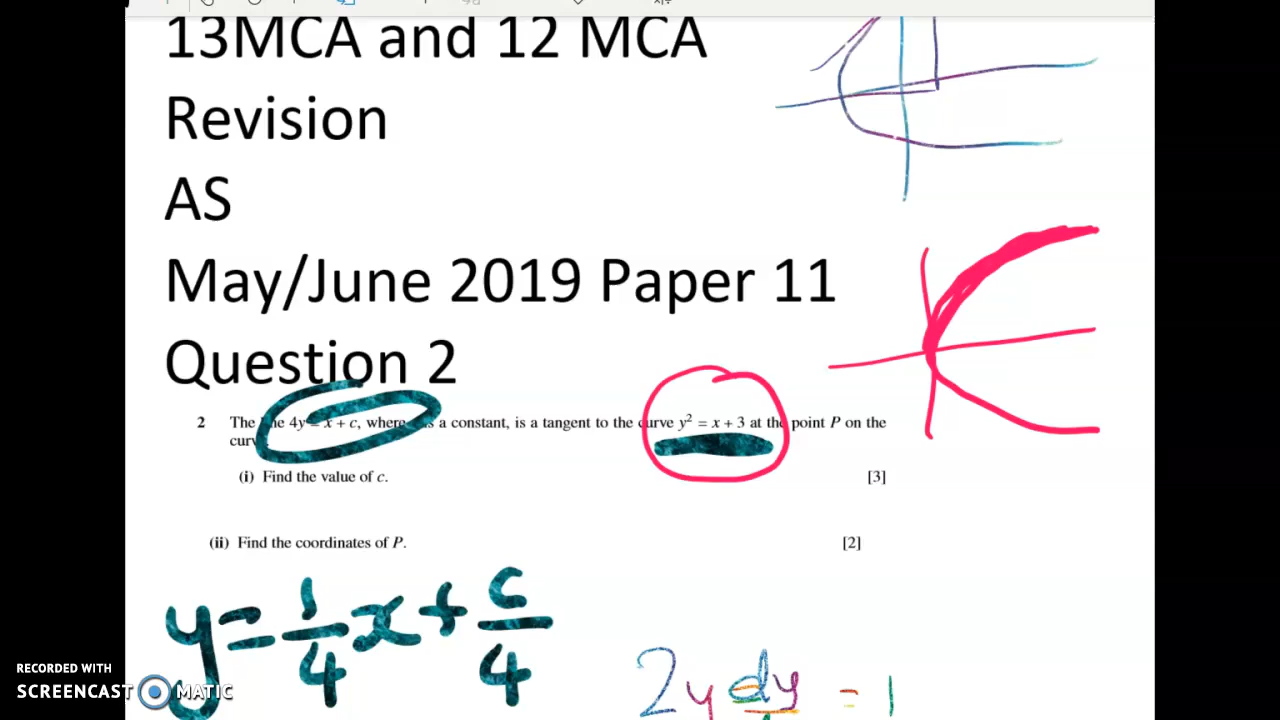 13MCA and 12 MCA
Revision
AS
May/June 2019 Paper 11
Question 2
2 The 4y = x + c, where a constant, is a tangent to the curve y² = x + 3 at the point P on the
(i) Find the value of c. [3]
(ii) Find the coordinates of P. [2]
y = 1/4 x + c/4
2y dy = 1
RECORDED WITH
SCREENCAST MATIC